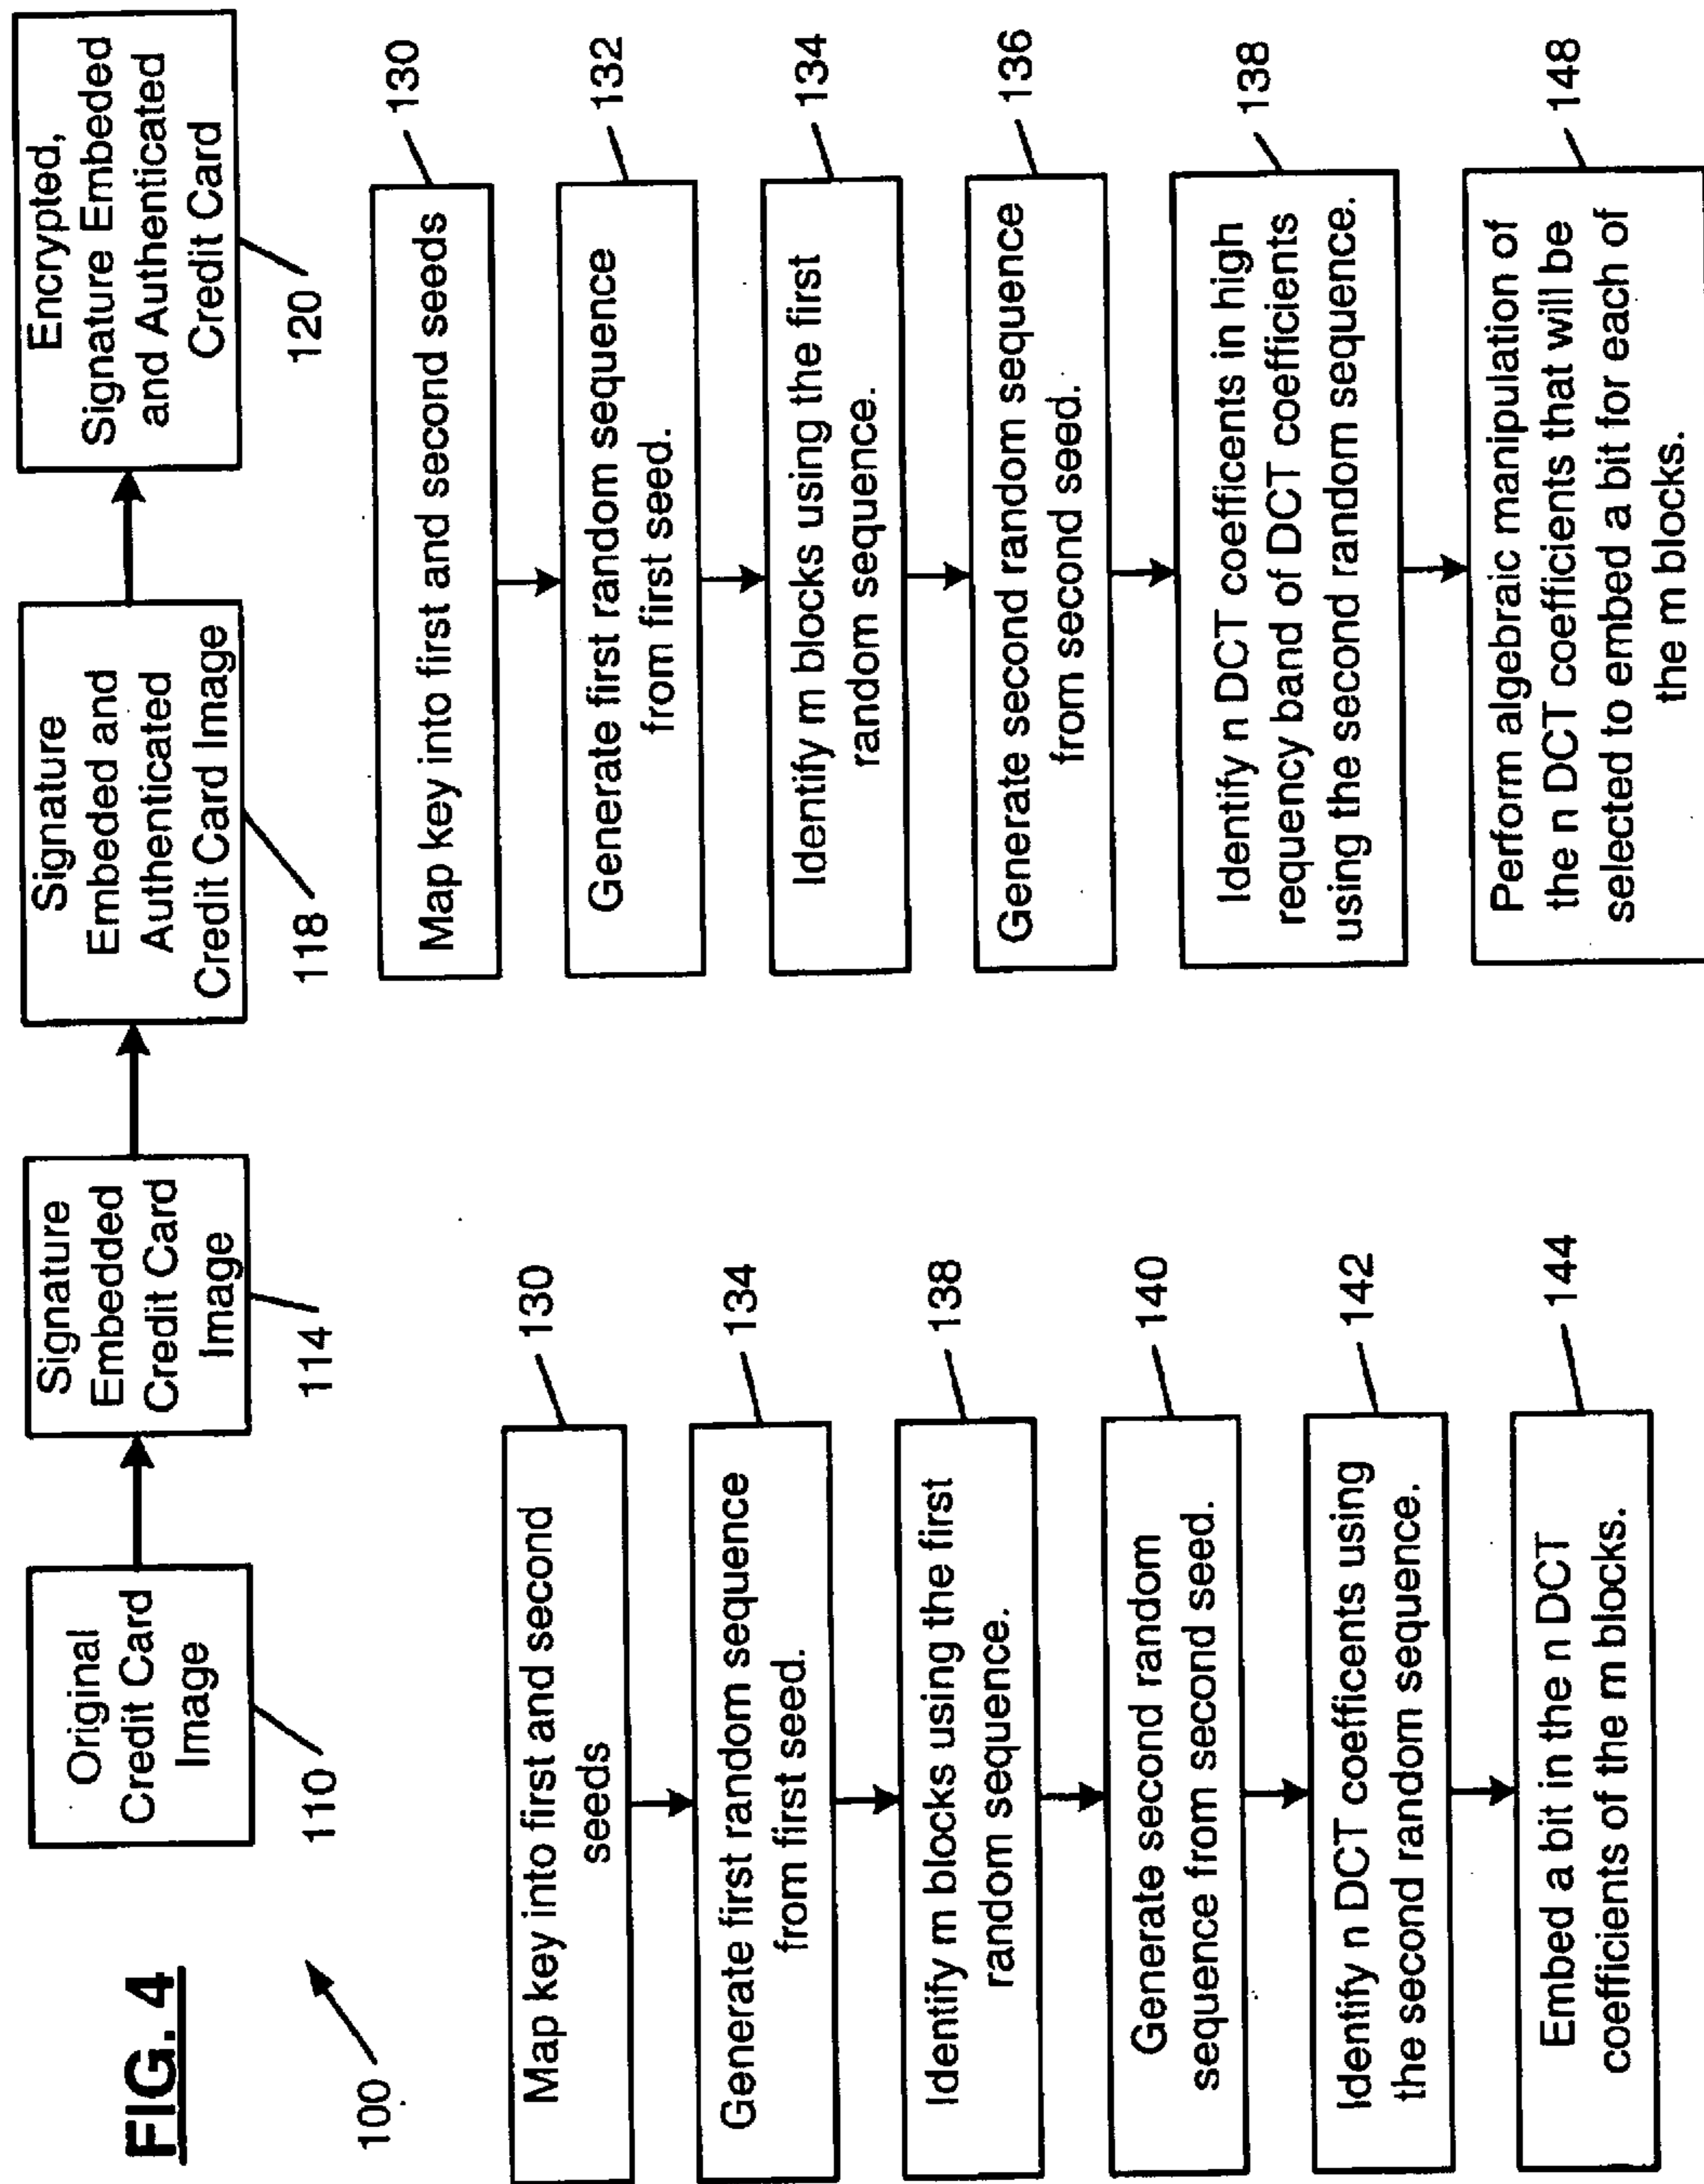 FIG. 4
100
Original
Credit Card
Image
110
Signature
Embedded
Credit Card
Image
114
Signature
Embeded and
Authenticated
Credit Card Image
118
Encrypted,
Signature Embeded
and Authenticated
Credit Card
120
Map key into first and second
seeds
130
Generate first random sequence
from first seed.
134
Identify m blocks using the first
random sequence.
138
Generate second random
sequence from second seed.
140
Identify n DCT coefficents using
the second random sequence.
142
Embed a bit in the n DCT
coefficients of the m blocks.
144
Map key into first and second seeds
130
Generate first random sequence
from first seed.
132
Identify m blocks using the first
random sequence.
134
Generate second random sequence
from second seed.
136
Identify n DCT coefficents in high
requency band of DCT coefficients
using the second random sequence.
138
Perform algebraic manipulation of
the n DCT coefficients that will be
selected to embed a bit for each of
the m blocks.
148